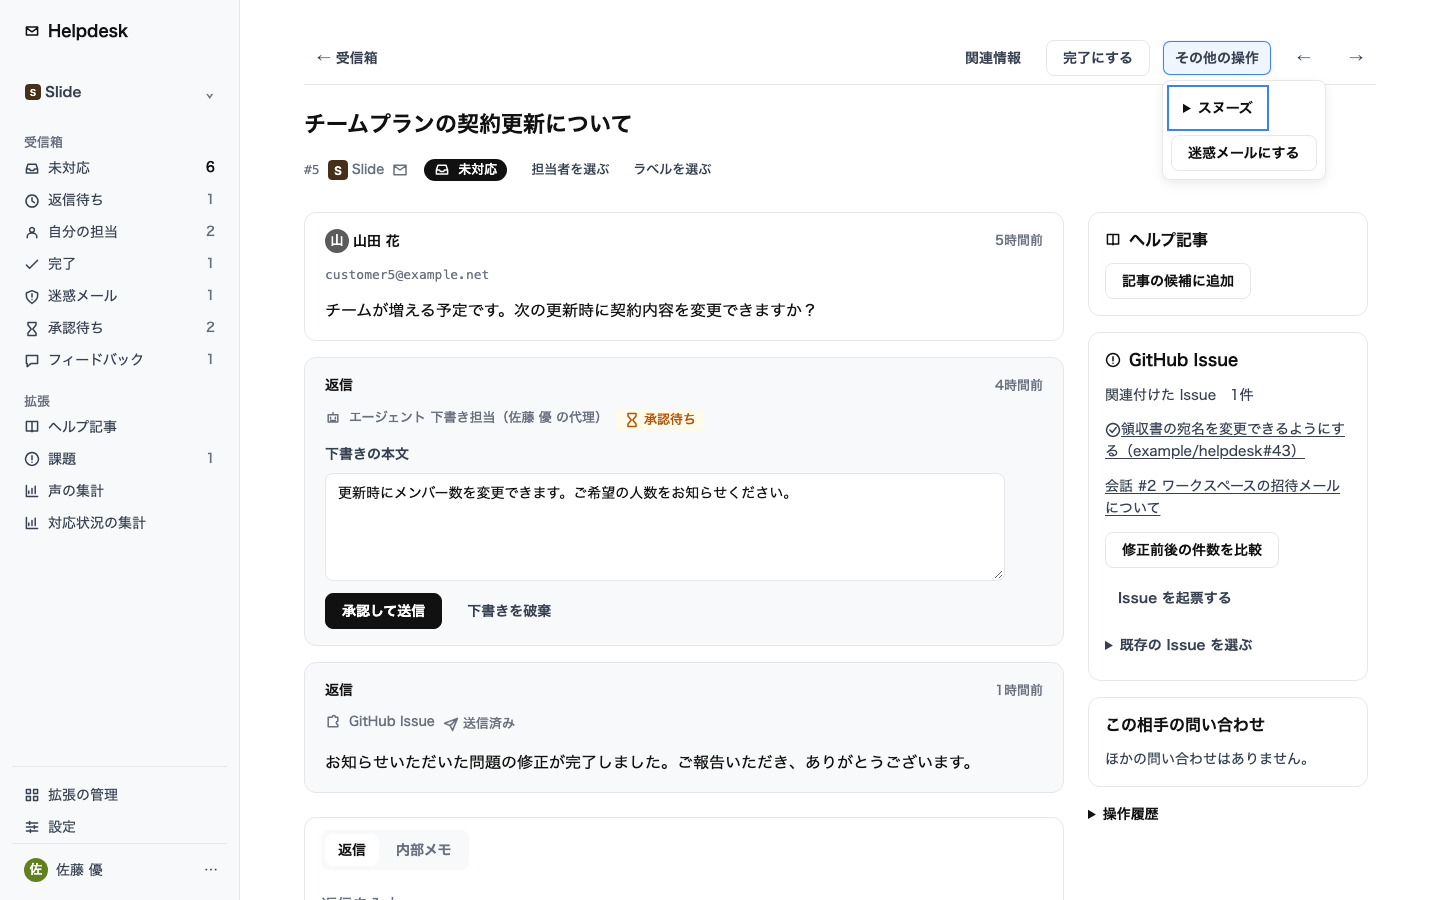 Helpdesk
S Slide
受信箱
未対応 6
返信待ち 1
自分の担当 2
完了 1
迷惑メール 1
承認待ち 2
フィードバック 1
拡張
ヘルプ記事
課題 1
声の集計
対応状況の集計
拡張の管理
設定
佐 佐藤 優 …
← 受信箱
関連情報
完了にする
その他の操作
← →
▶ スヌーズ
迷惑メールにする
チームプランの契約更新について
#5 S Slide 未対応 担当者を選ぶ ラベルを選ぶ
山 山田 花 5時間前
customer5@example.net
チームが増える予定です。次の更新時に契約内容を変更できますか？
返信 4時間前
エージェント 下書き担当（佐藤 優 の代理） 承認待ち
下書きの本文
更新時にメンバー数を変更できます。ご希望の人数をお知らせください。
承認して送信 下書きを破棄
返信 1時間前
GitHub Issue 送信済み
お知らせいただいた問題の修正が完了しました。ご報告いただき、ありがとうございます。
返信 内部メモ
ヘルプ記事
記事の候補に追加
GitHub Issue
関連付けた Issue 1件
領収書の宛名を変更できるようにす
る（example/helpdesk#43）
会話 #2 ワークスペースの招待メール
について
修正前後の件数を比較
Issue を起票する
▶ 既存の Issue を選ぶ
この相手の問い合わせ
ほかの問い合わせはありません。
▶ 操作履歴